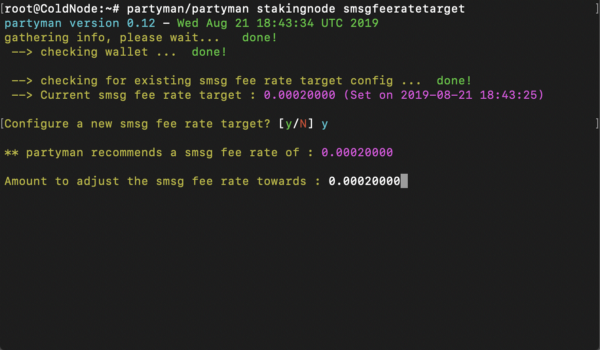 [root@ColdNode:~# partyman/partyman stakingnode smsgfeeratetarget ]
partyman version 0.12 - Wed Aug 21 18:43:34 UTC 2019
gathering info, please wait...   done!
 --> checking wallet ...  done!
 --> checking for existing smsg fee rate target config ...  done!
 --> Current smsg fee rate target : 0.00020000 (Set on 2019-08-21 18:43:25)
[Configure a new smsg fee rate target? [y/N] y ]
 ** partyman recommends a smsg fee rate of : 0.00020000
 Amount to adjust the smsg fee rate towards : 0.00020000